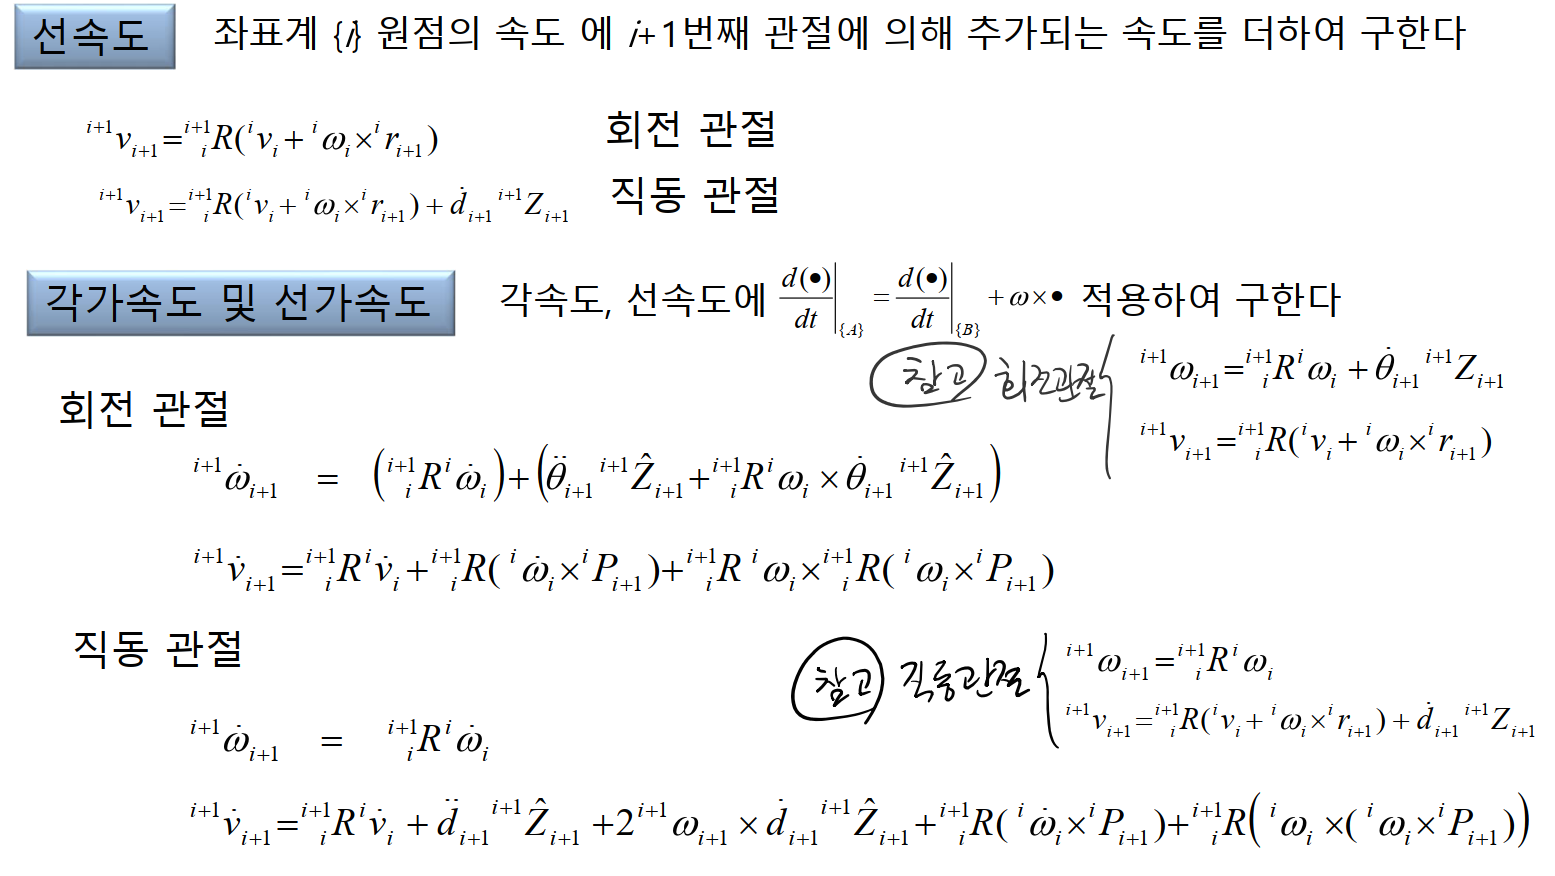 선속도 좌표계 {i} 원점의 속도 에 i+1번째 관절에 의해 추가되는 속도를 더하여 구한다
${}^{i+1}v_{i+1} = {}^{i+1}_{i}R({}^{i}v_{i} + {}^{i}\omega_{i} \times {}^{i}r_{i+1})$ 회전 관절
${}^{i+1}v_{i+1} = {}^{i+1}_{i}R({}^{i}v_{i} + {}^{i}\omega_{i} \times {}^{i}r_{i+1}) + \dot{d}_{i+1}\,{}^{i+1}Z_{i+1}$ 직동 관절
각가속도 및 선가속도 각속도, 선속도에 $\left.\frac{d(\bullet)}{dt}\right|_{\{A\}} = \left.\frac{d(\bullet)}{dt}\right|_{\{B\}} + \omega \times \bullet$ 적용하여 구한다
참고 회전관절 ${}^{i+1}\omega_{i+1} = {}^{i+1}_{i}R\,{}^{i}\omega_{i} + \dot{\theta}_{i+1}\,{}^{i+1}Z_{i+1}$
${}^{i+1}v_{i+1} = {}^{i+1}_{i}R({}^{i}v_{i} + {}^{i}\omega_{i} \times {}^{i}r_{i+1})$
회전 관절
${}^{i+1}\dot{\omega}_{i+1} = \left({}^{i+1}_{i}R\,{}^{i}\dot{\omega}_{i}\right) + \left(\ddot{\theta}_{i+1}\,{}^{i+1}\hat{Z}_{i+1} + {}^{i+1}_{i}R\,{}^{i}\omega_{i} \times \dot{\theta}_{i+1}\,{}^{i+1}\hat{Z}_{i+1}\right)$
${}^{i+1}\dot{v}_{i+1} = {}^{i+1}_{i}R\,{}^{i}\dot{v}_{i} + {}^{i+1}_{i}R({}^{i}\dot{\omega}_{i} \times {}^{i}P_{i+1}) + {}^{i+1}_{i}R\,{}^{i}\omega_{i} \times {}^{i+1}_{i}R({}^{i}\omega_{i} \times {}^{i}P_{i+1})$
직동 관절
참고 직동관절 ${}^{i+1}\omega_{i+1} = {}^{i+1}_{i}R\,{}^{i}\omega_{i}$
${}^{i+1}v_{i+1} = {}^{i+1}_{i}R({}^{i}v_{i} + {}^{i}\omega_{i} \times {}^{i}r_{i+1}) + \dot{d}_{i+1}\,{}^{i+1}Z_{i+1}$
${}^{i+1}\dot{\omega}_{i+1} = {}^{i+1}_{i}R\,{}^{i}\dot{\omega}_{i}$
${}^{i+1}\dot{v}_{i+1} = {}^{i+1}_{i}R\,{}^{i}\dot{v}_{i} + \ddot{d}_{i+1}\,{}^{i+1}\hat{Z}_{i+1} + 2\,{}^{i+1}\omega_{i+1} \times \dot{d}_{i+1}\,{}^{i+1}\hat{Z}_{i+1} + {}^{i+1}_{i}R({}^{i}\dot{\omega}_{i} \times {}^{i}P_{i+1}) + {}^{i+1}_{i}R\left({}^{i}\omega_{i} \times ({}^{i}\omega_{i} \times {}^{i}P_{i+1})\right)$